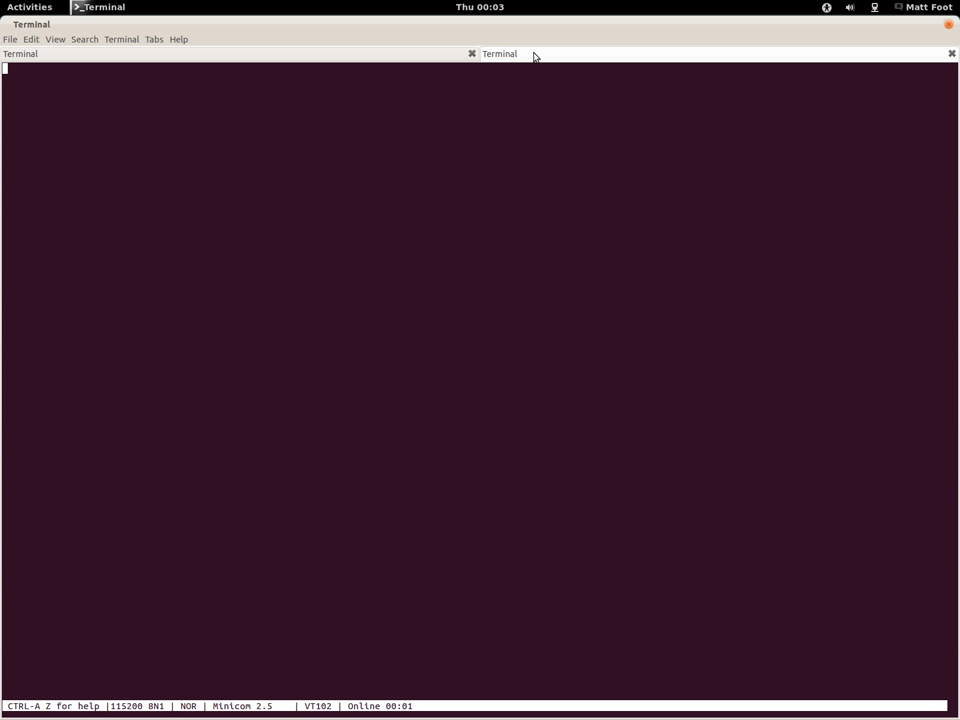 Activities >_Terminal Thu 00:03 Matt Foot
Terminal
File Edit View Search Terminal Tabs Help
Terminal Terminal
CTRL-A Z for help |115200 8N1 | NOR | Minicom 2.5 | VT102 | Online 00:01